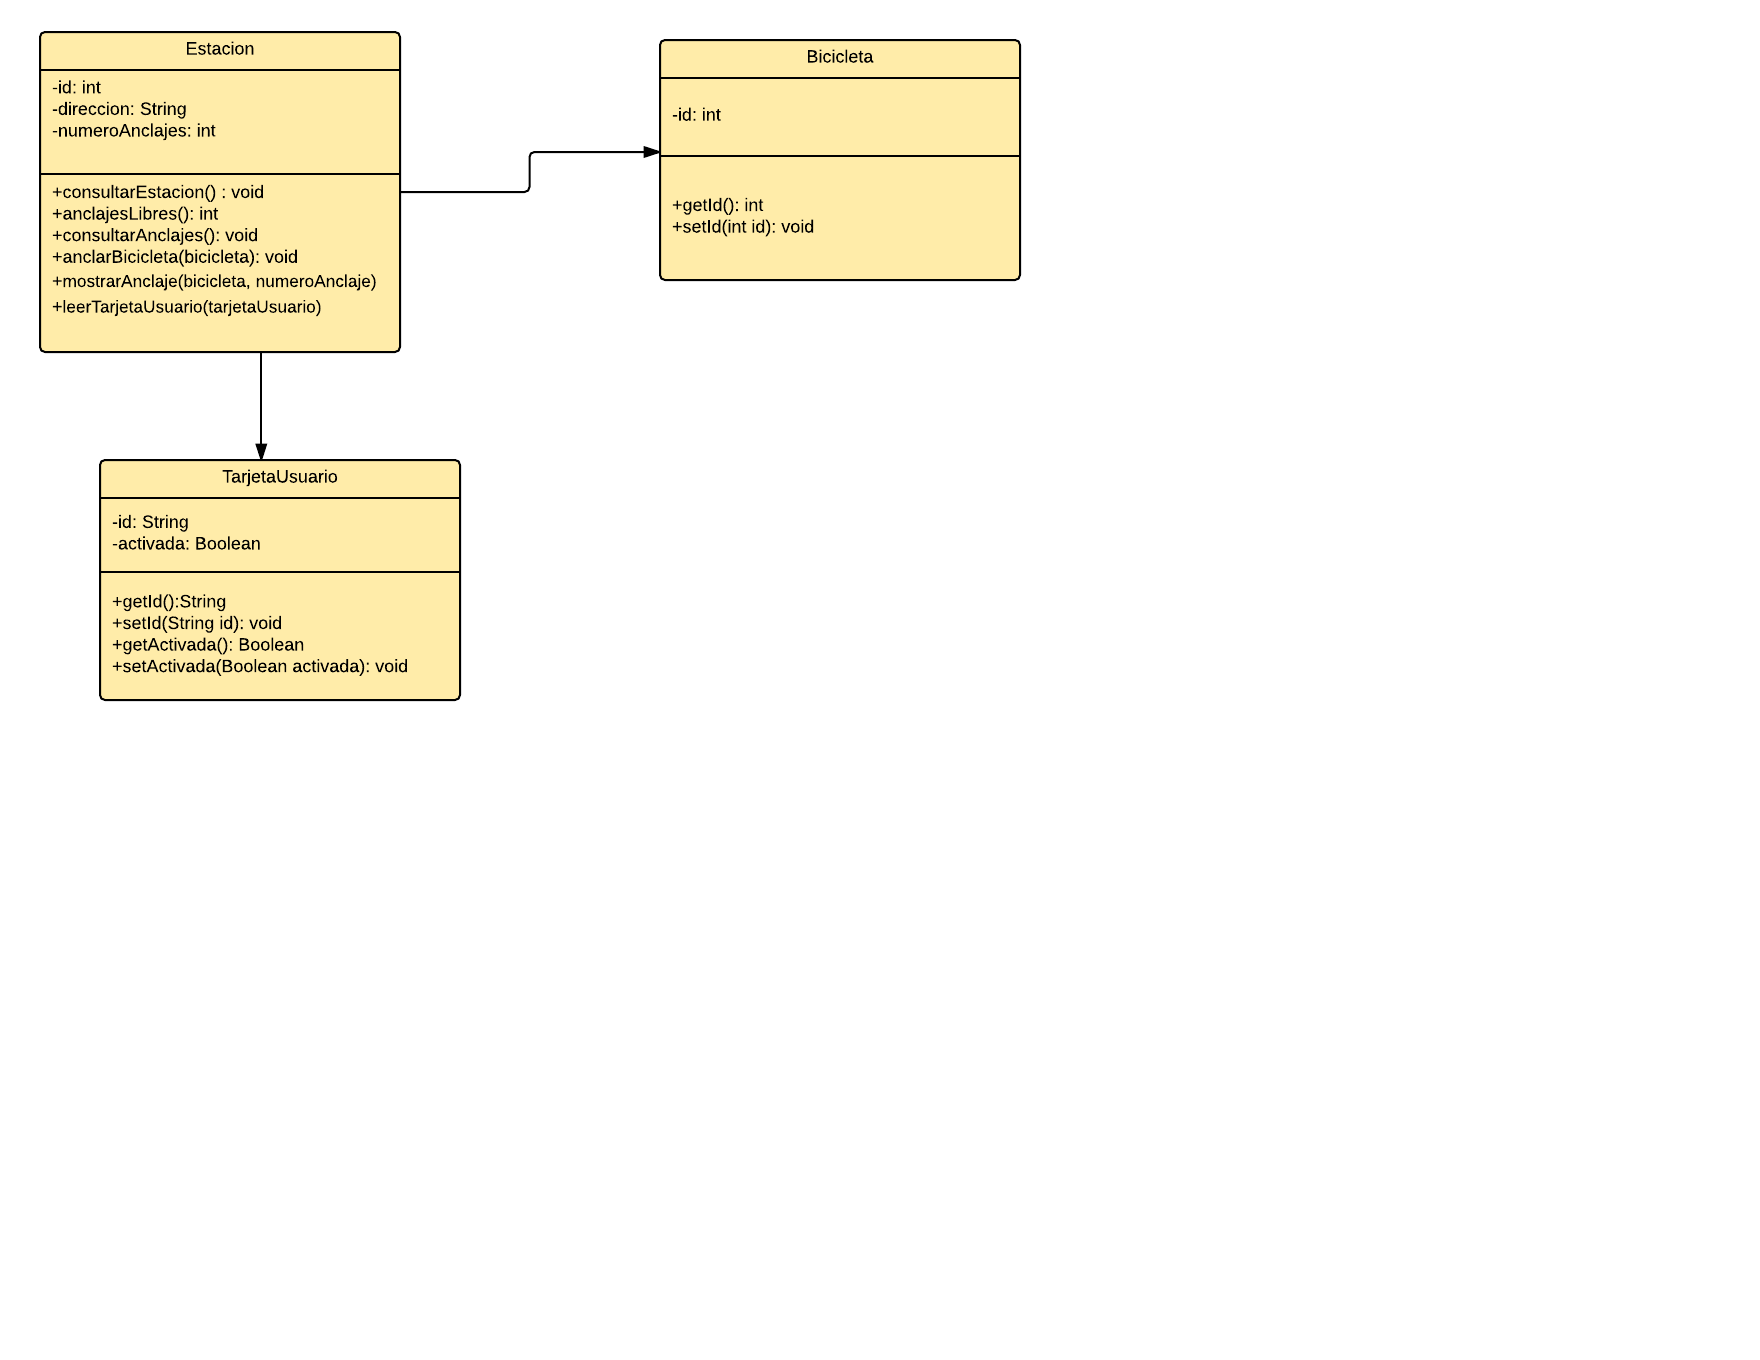 Estacion
-id: int
-direccion: String
-numeroAnclajes: int
+consultarEstacion() : void
+anclajesLibres(): int
+consultarAnclajes(): void
+anclarBicicleta(bicicleta): void
+mostrarAnclaje(bicicleta, numeroAnclaje)
+leerTarjetaUsuario(tarjetaUsuario)
Bicicleta
-id: int
+getId(): int
+setId(int id): void
TarjetaUsuario
-id: String
-activada: Boolean
+getId():String
+setId(String id): void
+getActivada(): Boolean
+setActivada(Boolean activada): void